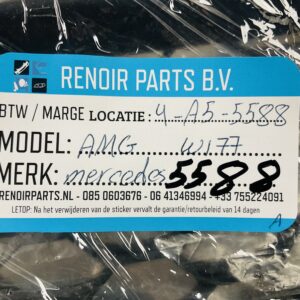 RENOIR PARTS B.V.
BTW / MARGE LOCATIE: 4-A5-5588
MODEL: AMG W177
MERK: mercedes 5588
RENOIRPARTS.NL - 085 0603676 - 06 41346994 - +33 755224091
LETOP: Na het verwijderen van de sticker vervalt de garantie/retourbeleid van 14 dagen
A